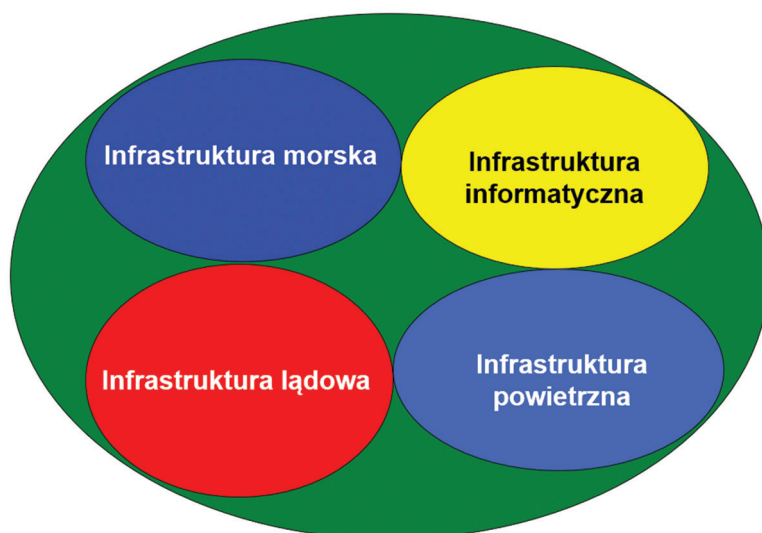 Infrastruktura morska
Infrastruktura
informatyczna
Infrastruktura lądowa
Infrastruktura
powietrzna